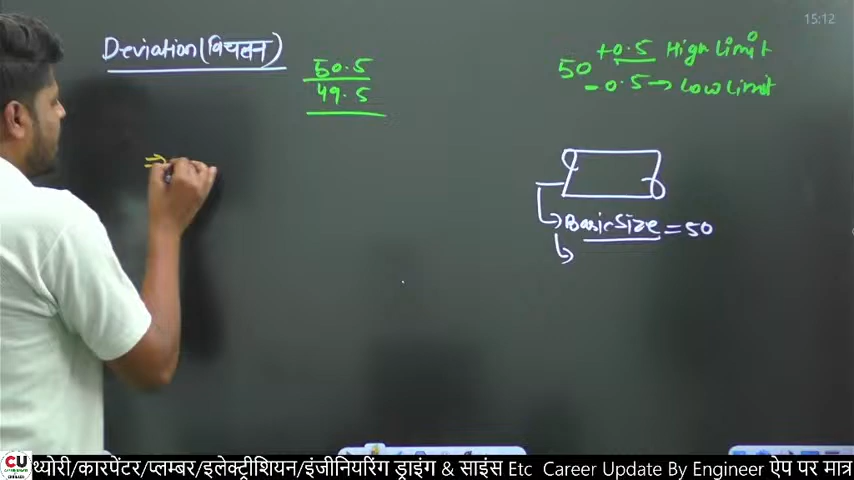 15:12
Deviation (विचलन)
50.5
49.5
50 +0.5 High Limit
-0.5 → Low Limit
⇒
Basic Size = 50
CU
थ्योरी/कारपेंटर/प्लम्बर/इलेक्ट्रीशियन/इंजीनियरिंग ड्राइंग & साइंस Etc Career Update By Engineer ऐप पर मात्र